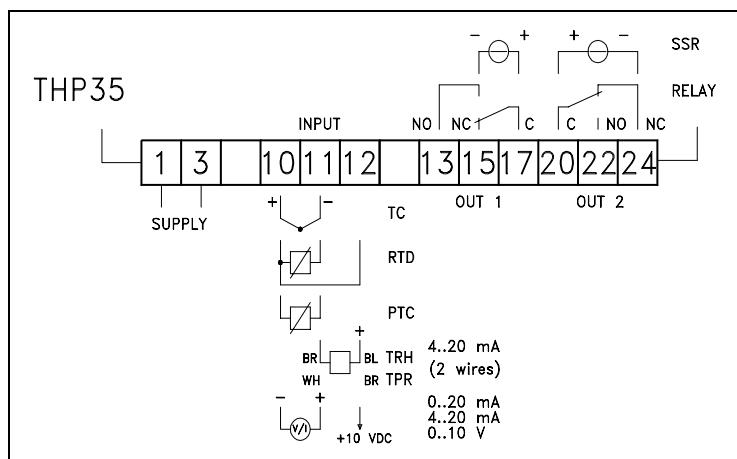 - + + - SSR
THP35
RELAY
INPUT NO NC C C NO NC
1 3 10 11 12 13 15 17 20 22 24
SUPPLY
+ - TC
OUT 1 OUT 2
RTD
PTC
+
BR BL TRH 4..20 mA
WH BR TPR (2 wires)
- + 0..20 mA
V/I 4..20 mA
+10 VDC 0..10 V